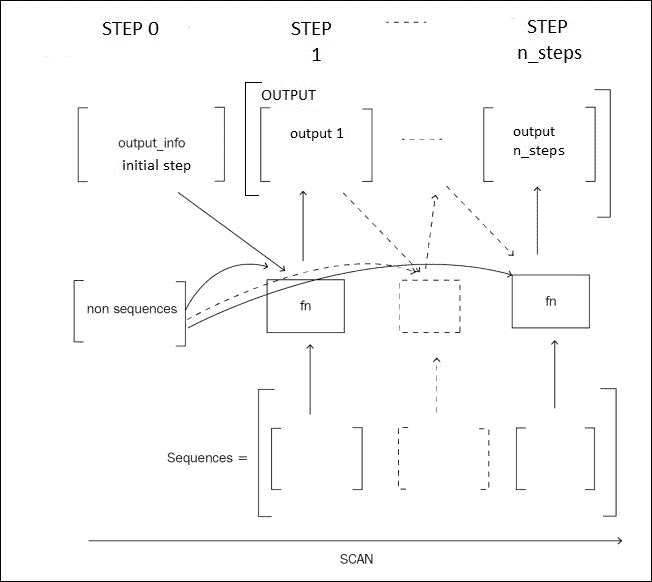 STEP 0
STEP
1
STEP
n_steps
OUTPUT
output_info
initial step
output 1
output
n_steps
non sequences
fn
fn
Sequences =
SCAN